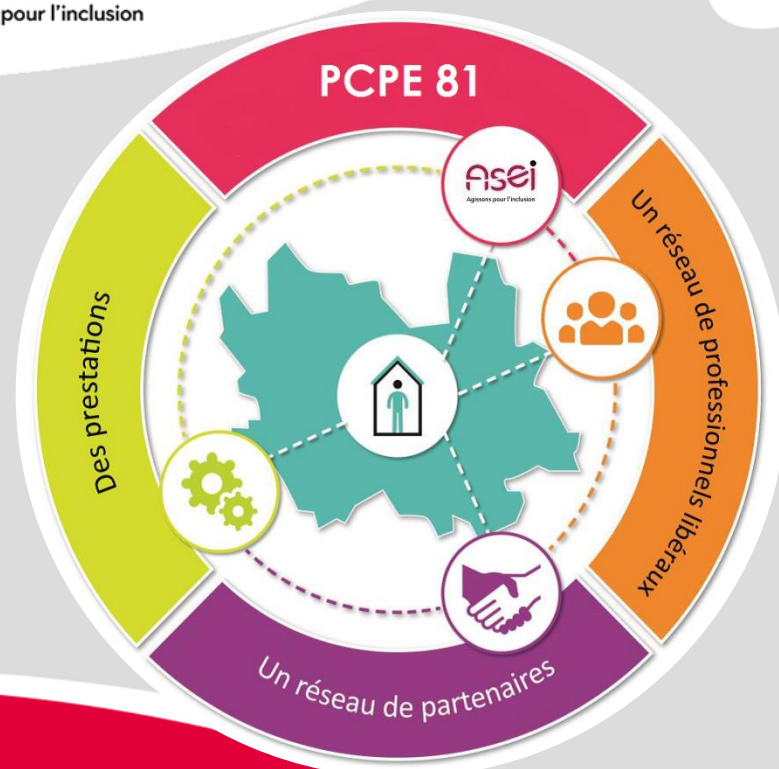 pour l'inclusion
PCPE 81
Asei
Agissons pour l'inclusion
Un réseau de professionnels libéraux
Des prestations
Un réseau de partenaires